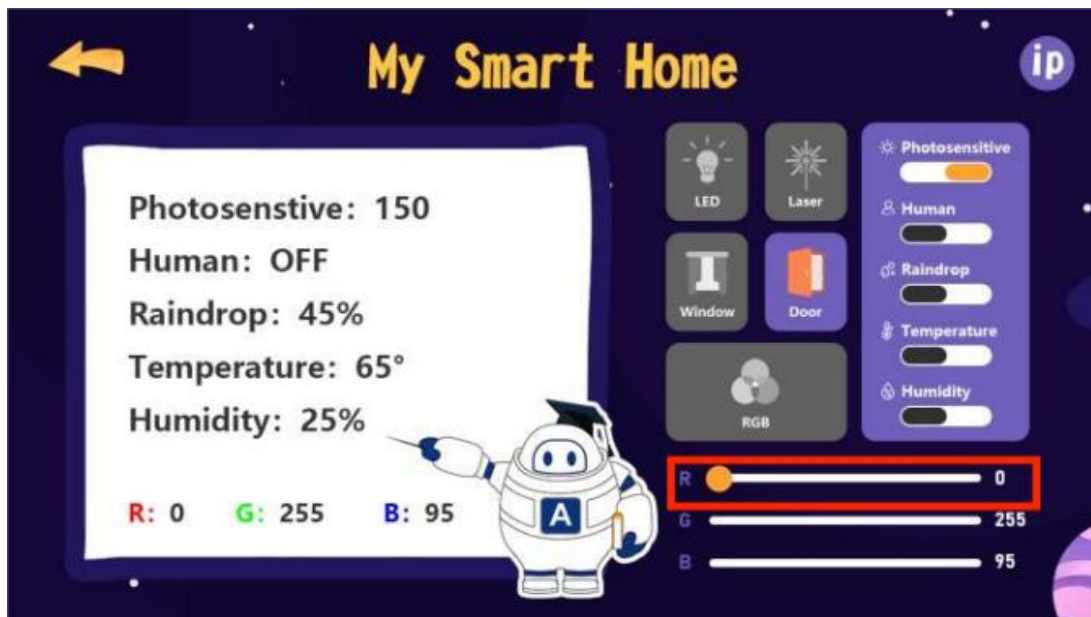 My Smart Home
ip
Photosenstive: 150
Human: OFF
Raindrop: 45%
Temperature: 65°
Humidity: 25%
R: 0 G: 255 B: 95
A
LED
Laser
Window
Door
RGB
Photosensitive
Human
Raindrop
Temperature
Humidity
R 0
G 255
B 95